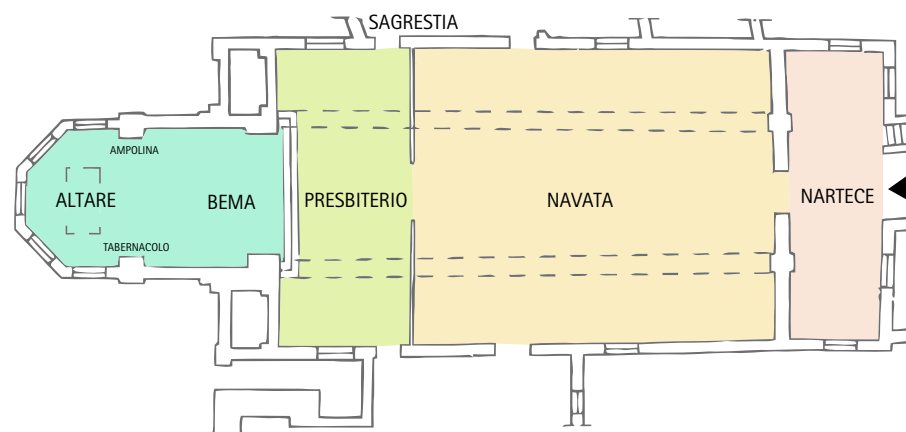 SAGRESTIA
AMPOLINA
ALTARE
BEMA
PRESBITERIO
NAVATA
NARTECE
TABERNACOLO